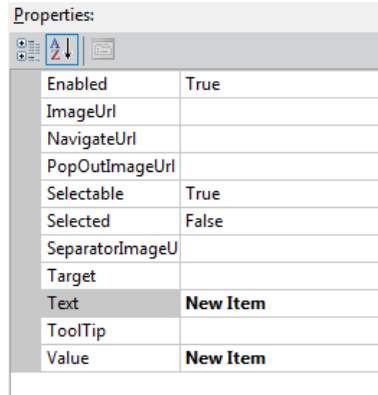 Properties:
Enabled True
ImageUrl
NavigateUrl
PopOutImageUrl
Selectable True
Selected False
SeparatorImageU
Target
Text New Item
ToolTip
Value New Item